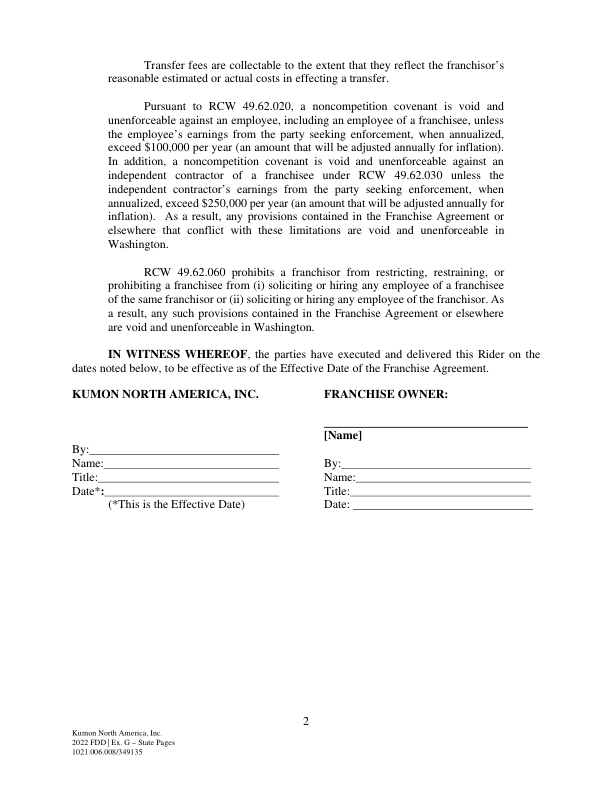 Transfer fees are collectable to the extent that they reflect the franchisor's
reasonable estimated or actual costs in effecting a transfer.
Pursuant to RCW 49.62.020, a noncompetition covenant is void and
unenforceable against an employee, including an employee of a franchisee, unless
the employee's earnings from the party seeking enforcement, when annualized,
exceed $100,000 per year (an amount that will be adjusted annually for inflation).
In addition, a noncompetition covenant is void and unenforceable against an
independent contractor of a franchisee under RCW 49.62.030 unless the
independent contractor's earnings from the party seeking enforcement, when
annualized, exceed $250,000 per year (an amount that will be adjusted annually for
inflation). As a result, any provisions contained in the Franchise Agreement or
elsewhere that conflict with these limitations are void and unenforceable in
Washington.
RCW 49.62.060 prohibits a franchisor from restricting, restraining, or
prohibiting a franchisee from (i) soliciting or hiring any employee of a franchisee
of the same franchisor or (ii) soliciting or hiring any employee of the franchisor. As
a result, any such provisions contained in the Franchise Agreement or elsewhere
are void and unenforceable in Washington.
IN WITNESS WHEREOF, the parties have executed and delivered this Rider on the
dates noted below, to be effective as of the Effective Date of the Franchise Agreement.
KUMON NORTH AMERICA, INC.
By:________________________________
Name:______________________________
Title:_______________________________
Date*:______________________________
(*This is the Effective Date)
FRANCHISE OWNER:
___________________________________
[Name]
By:________________________________
Name:______________________________
Title:_______________________________
Date: ______________________________
2
Kumon North America, Inc.
2022 FDD | Ex. G – State Pages
1021.006.008/349135